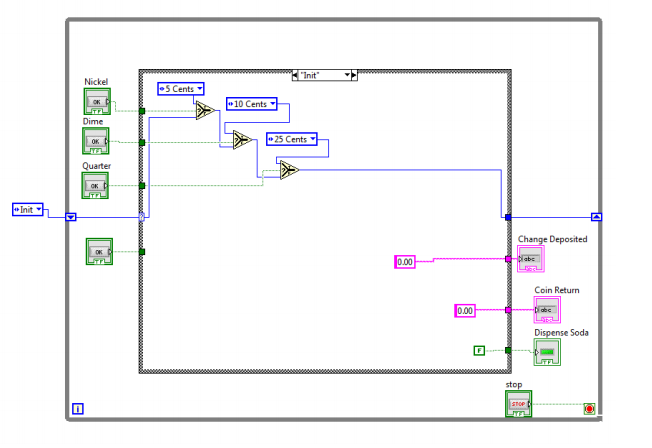 "Init"
Nickel
5 Cents
OK
10 Cents
TF
Dime
OK
25 Cents
TF
Quarter
OK
TF
Init
?
OK
TF
Change Deposited
0.00
abc
Coin Return
0.00
abc
Dispense Soda
F
TF
stop
STOP
TF
i